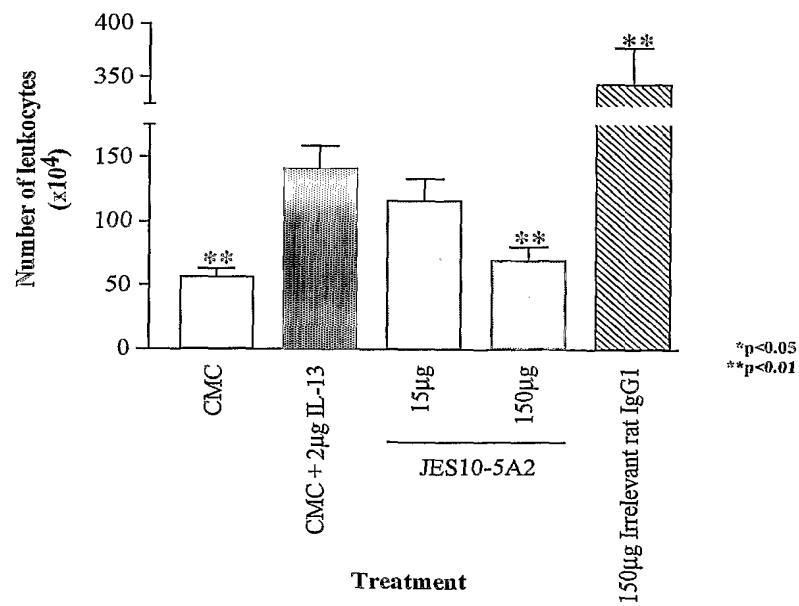 Number of leukocytes
(x10⁴)
400
350
150
100
50
0
**
**
**
CMC
CMC + 2µg IL-13
15µg
150µg
JES10-5A2
150µg Irrelevant rat IgG1
Treatment
*p<0.05
**p<0.01